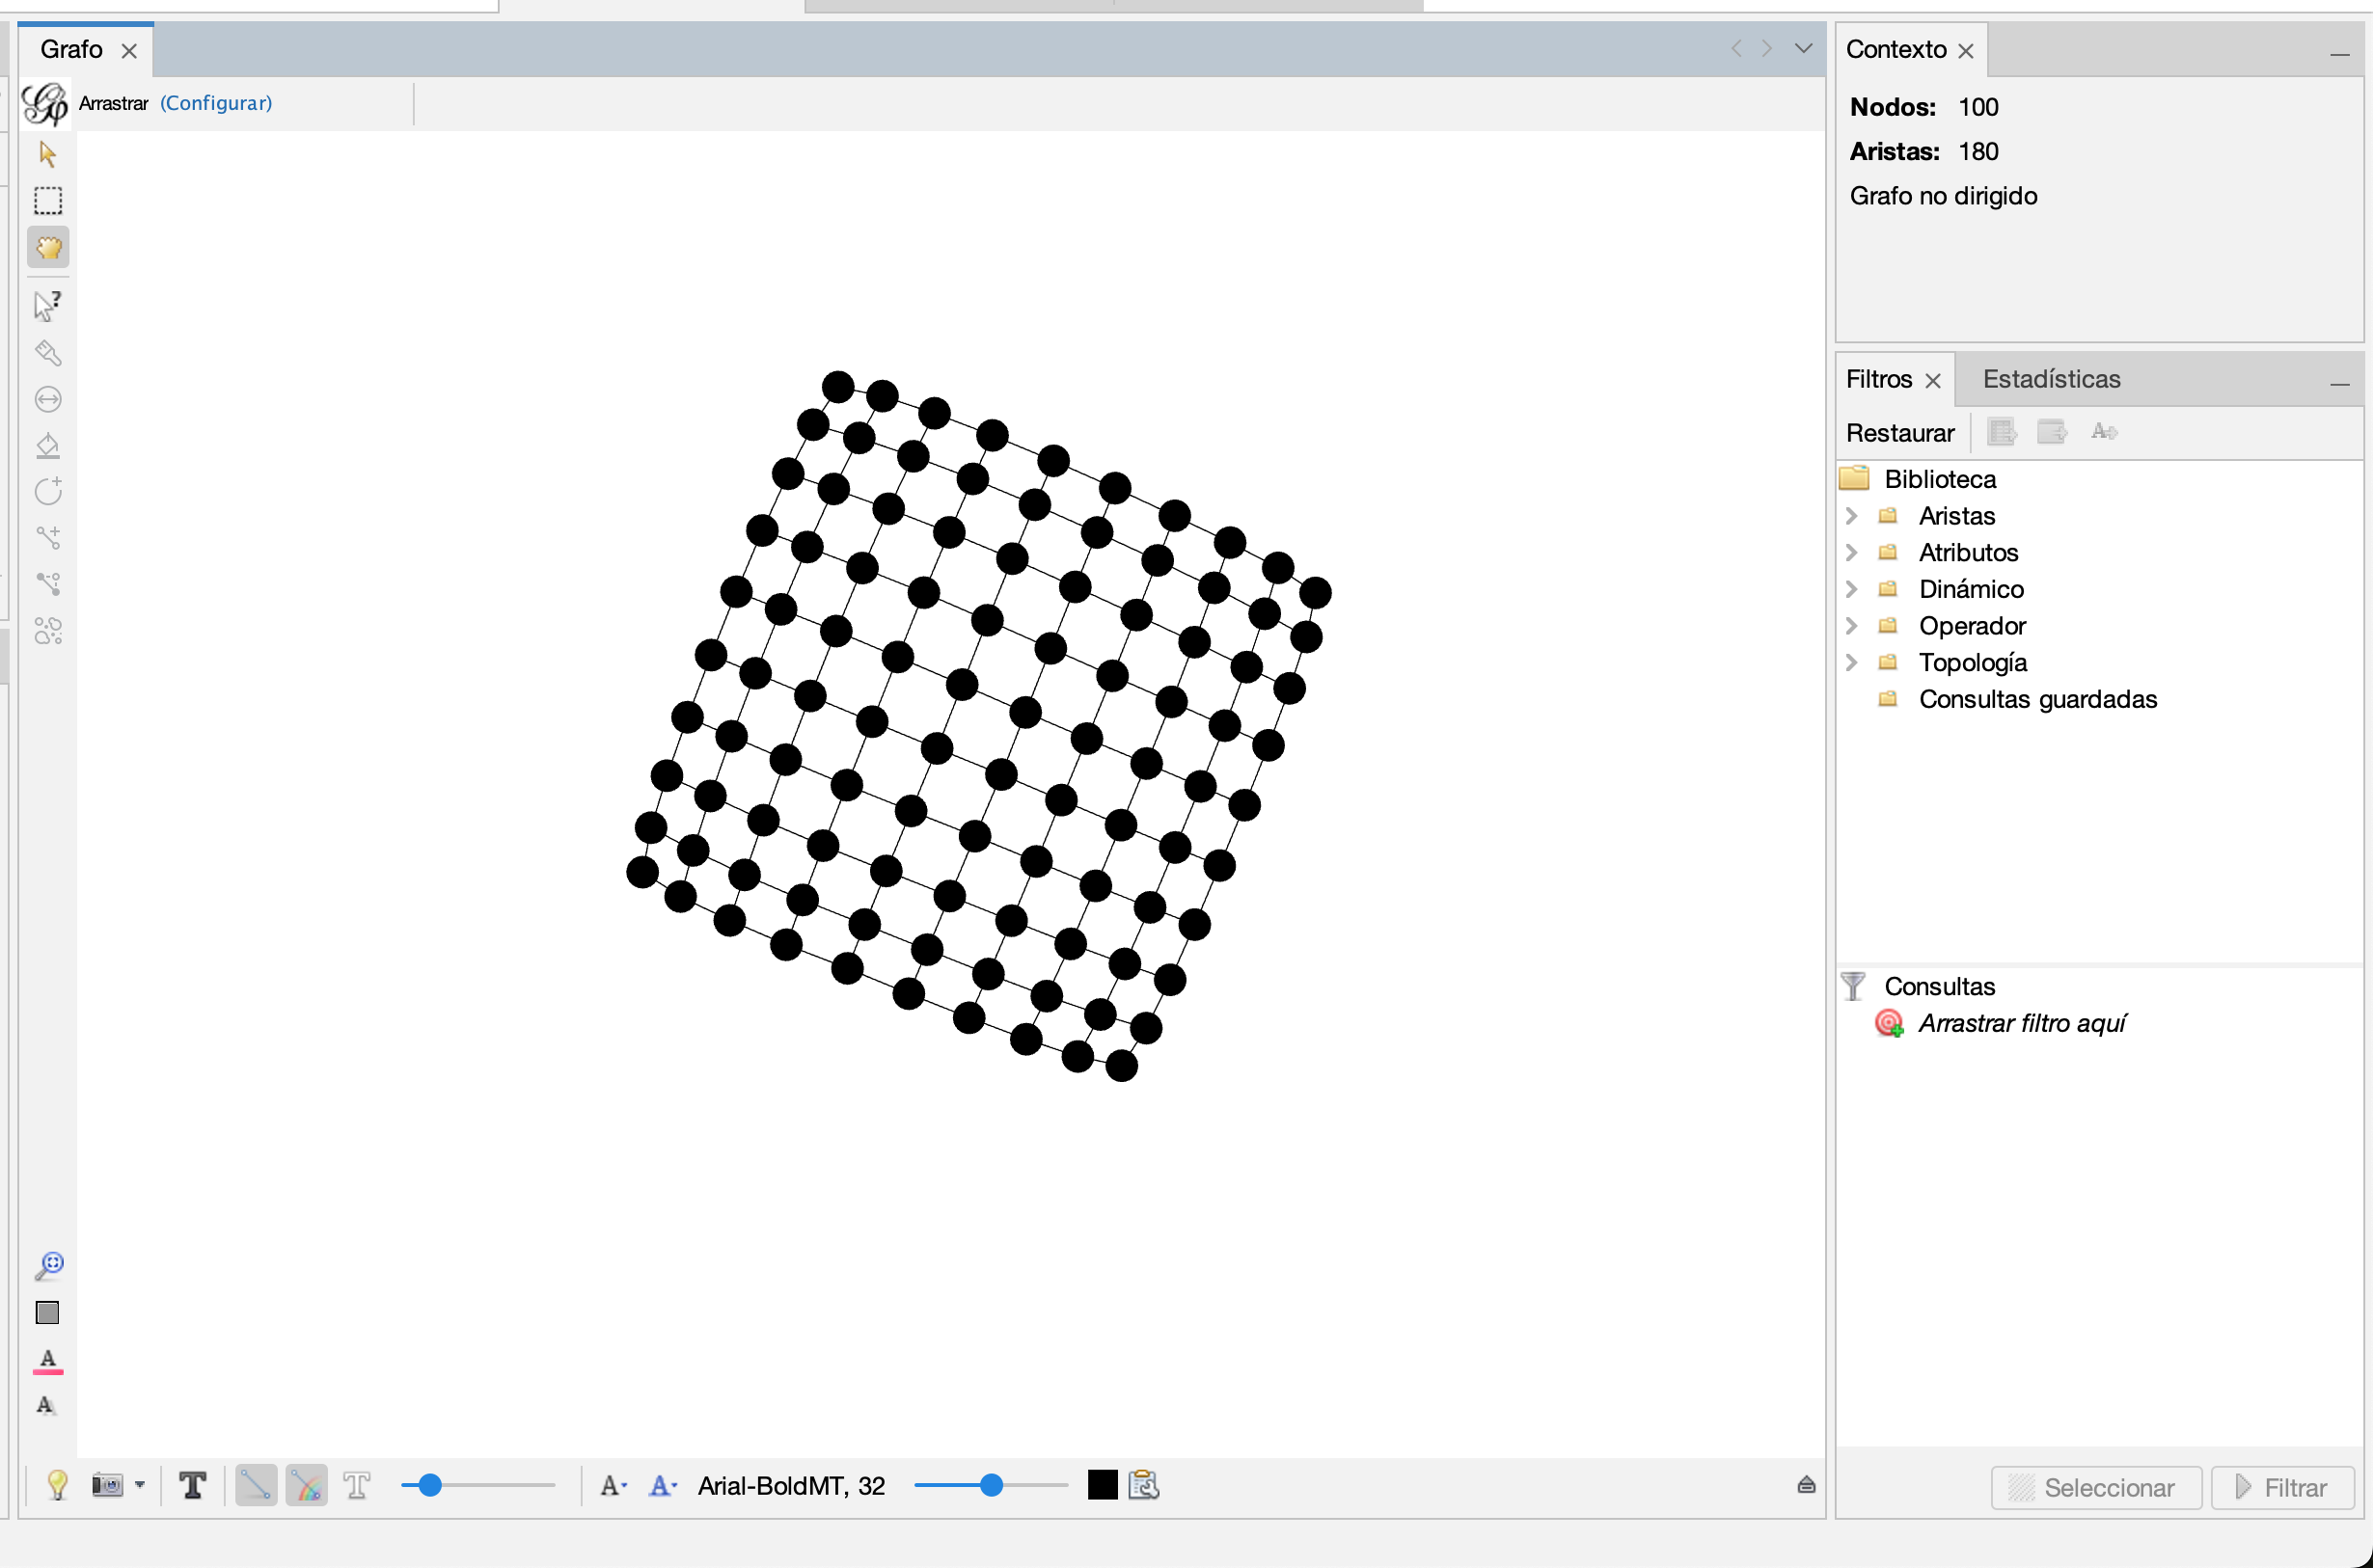 Grafo
Arrastrar (Configurar)
Contexto
Nodos: 100
Aristas: 180
Grafo no dirigido
Filtros Estadísticas
Restaurar
Biblioteca
Aristas
Atributos
Dinámico
Operador
Topología
Consultas guardadas
Consultas
Arrastrar filtro aquí
Seleccionar Filtrar
Arial-BoldMT, 32